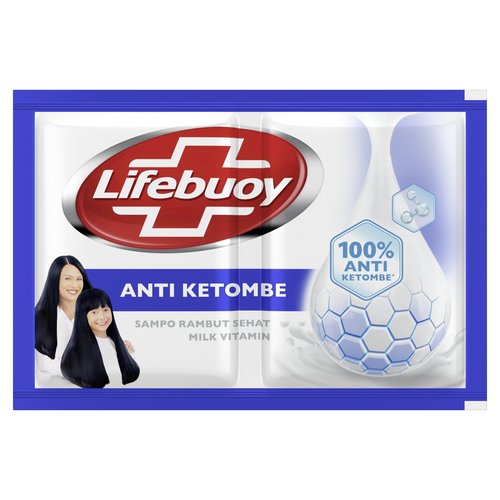 Lifebuoy
ANTI KETOMBE
SAMPO RAMBUT SEHAT
MILK VITAMIN
100%
ANTI
KETOMBE*